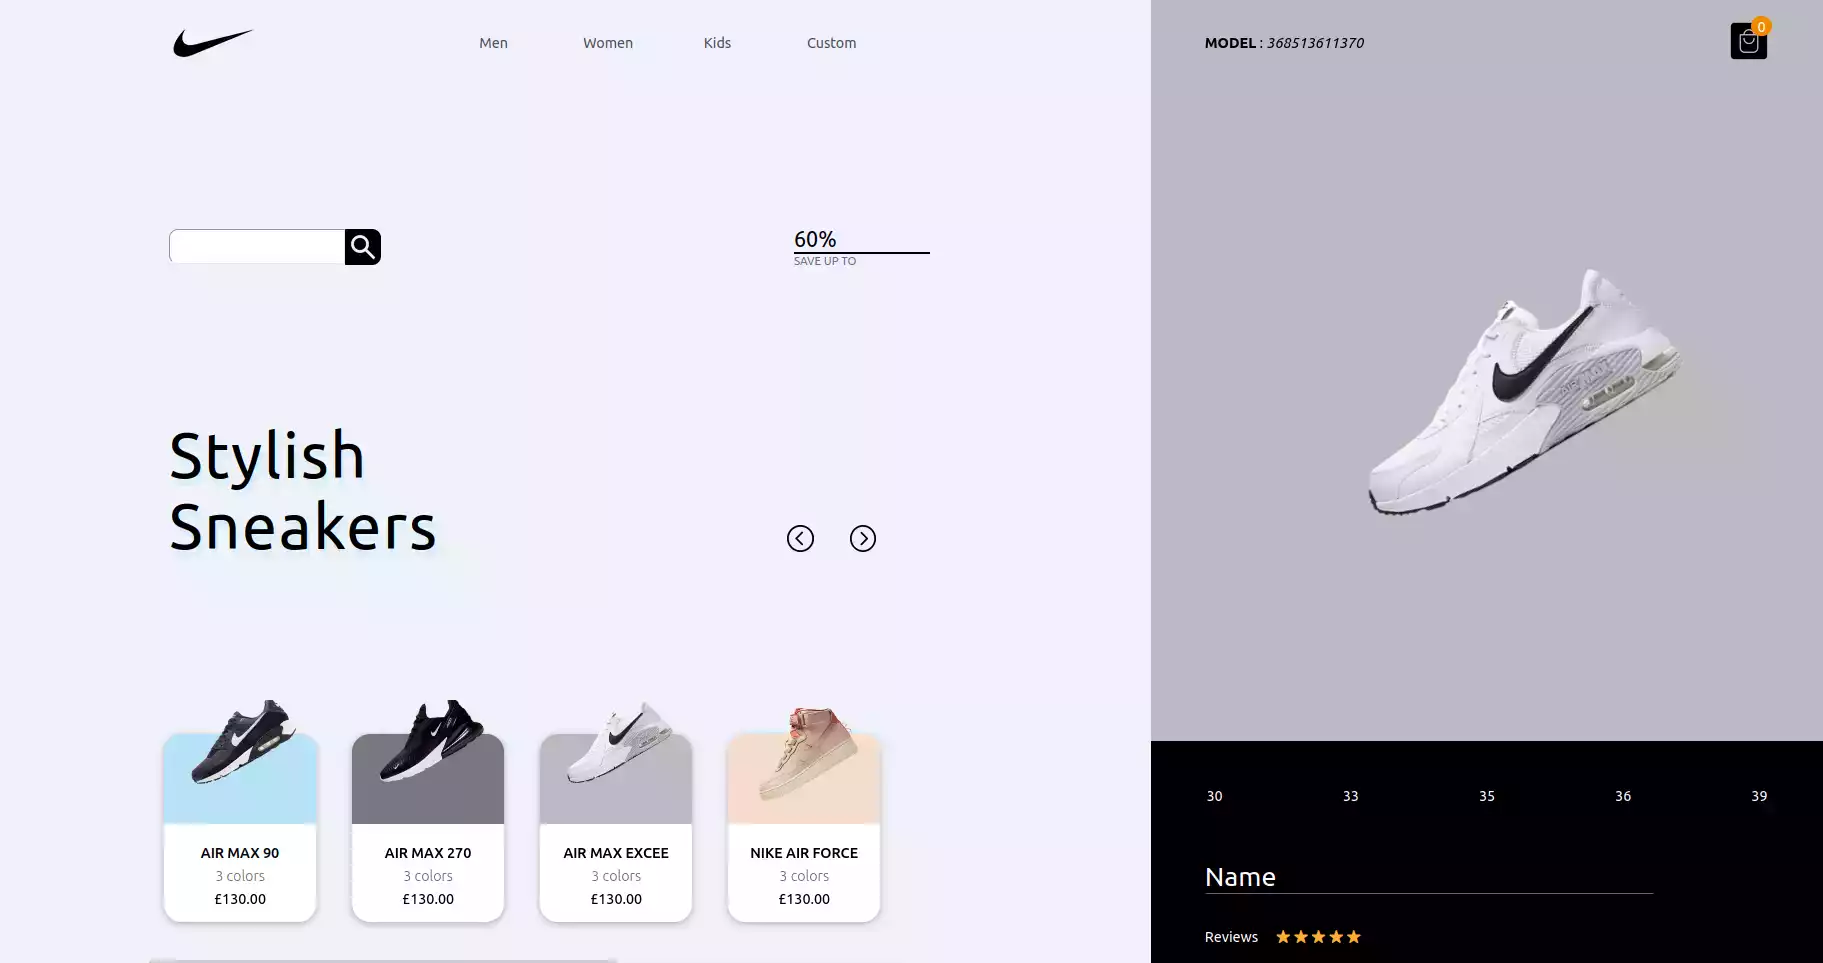 Men
Women
Kids
Custom
MODEL : 368513611370
0
60%
SAVE UP TO
Stylish
Sneakers
AIR MAX
AIR MAX 90
3 colors
£130.00
AIR MAX 270
3 colors
£130.00
AIR MAX EXCEE
3 colors
£130.00
NIKE AIR FORCE
3 colors
£130.00
30
33
35
36
39
Name
Reviews